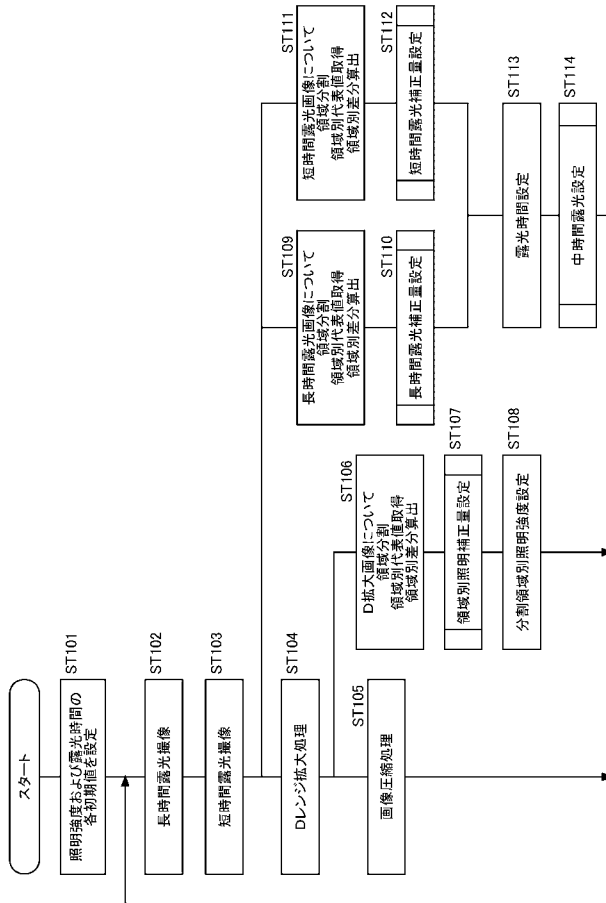 スタート
ST101
照明強度および露光時間の
各初期値を設定
ST102
長時間露光撮像
ST103
短時間露光撮像
ST104
Dレンジ拡大処理
ST105
画像圧縮処理
ST106
D拡大画像について
領域分割
領域別代表値取得
領域別差分算出
ST107
領域別照明補正量設定
ST108
分割領域別照明強度設定
ST109
長時間露光画像について
領域分割
領域別代表値取得
領域別差分算出
ST110
長時間露光補正量設定
ST111
短時間露光画像について
領域分割
領域別代表値取得
領域別差分算出
ST112
短時間露光補正量設定
ST113
露光時間設定
ST114
中時間露光設定